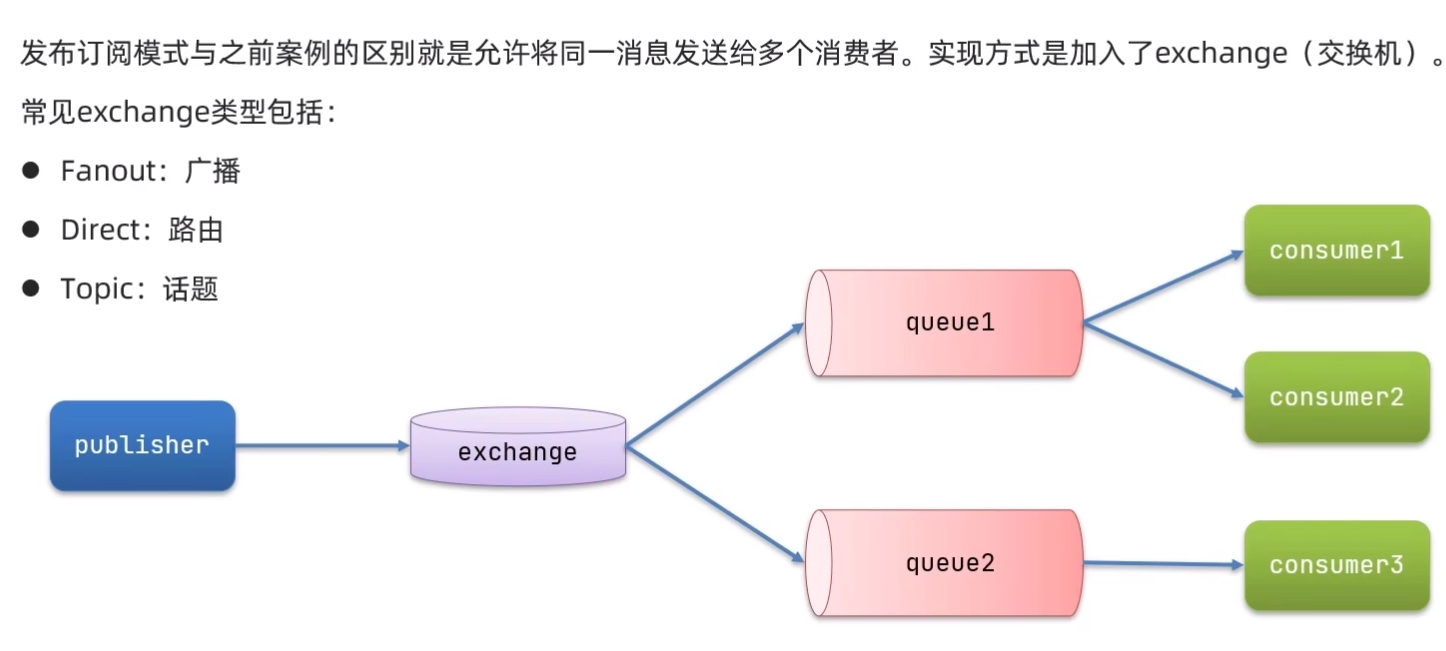 发布订阅模式与之前案例的区别就是允许将同一消息发送给多个消费者。实现方式是加入了exchange（交换机）。
常见exchange类型包括：
● Fanout：广播
● Direct：路由
● Topic：话题
consumer1
queue1
consumer2
publisher
exchange
queue2
consumer3